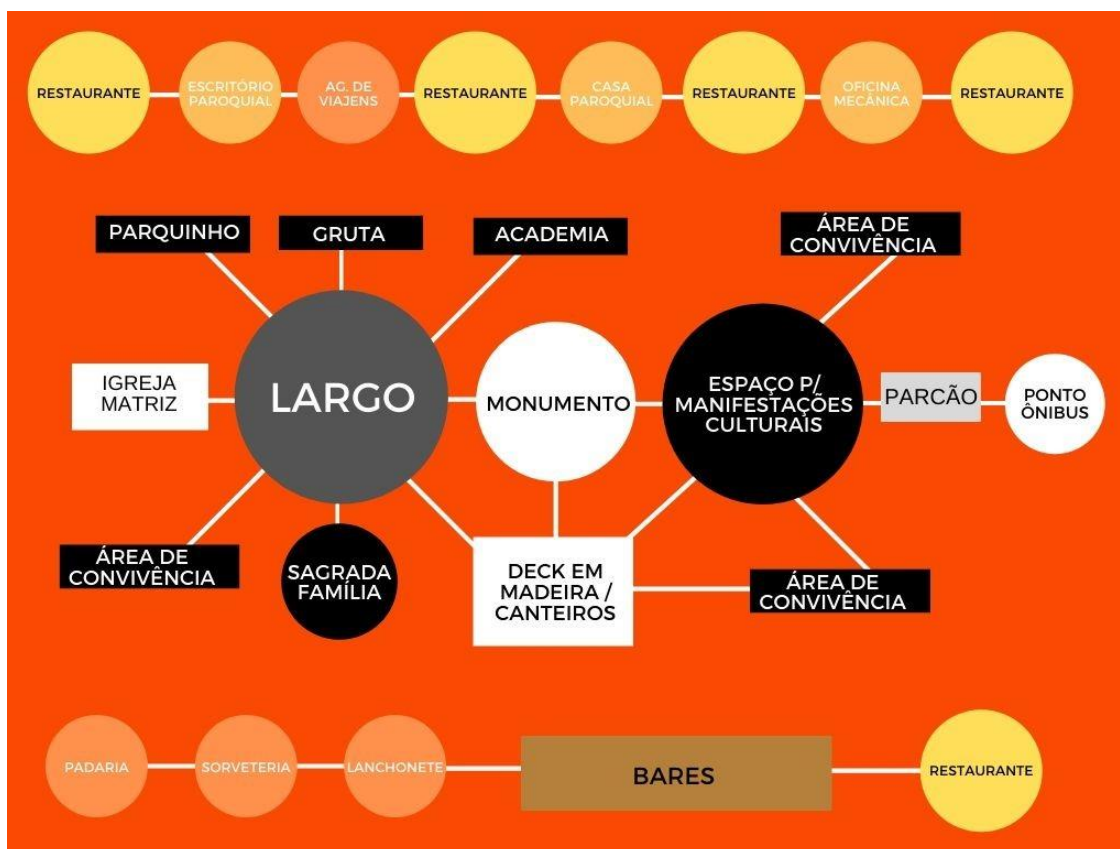 RESTAURANTE
ESCRITÓRIO
PAROQUIAL
AG. DE
VIAJENS
RESTAURANTE
CASA
PAROQUIAL
RESTAURANTE
OFICINA
MECÂNICA
RESTAURANTE
PARQUINHO
GRUTA
ACADEMIA
ÁREA DE
CONVIVÊNCIA
IGREJA
MATRIZ
LARGO
MONUMENTO
ESPAÇO P/
MANIFESTAÇÕES
CULTURAIS
PARCÃO
PONTO
ÔNIBUS
ÁREA DE
CONVIVÊNCIA
SAGRADA
FAMÍLIA
DECK EM
MADEIRA /
CANTEIROS
ÁREA DE
CONVIVÊNCIA
PADARIA
SORVETERIA
LANCHONETE
BARES
RESTAURANTE